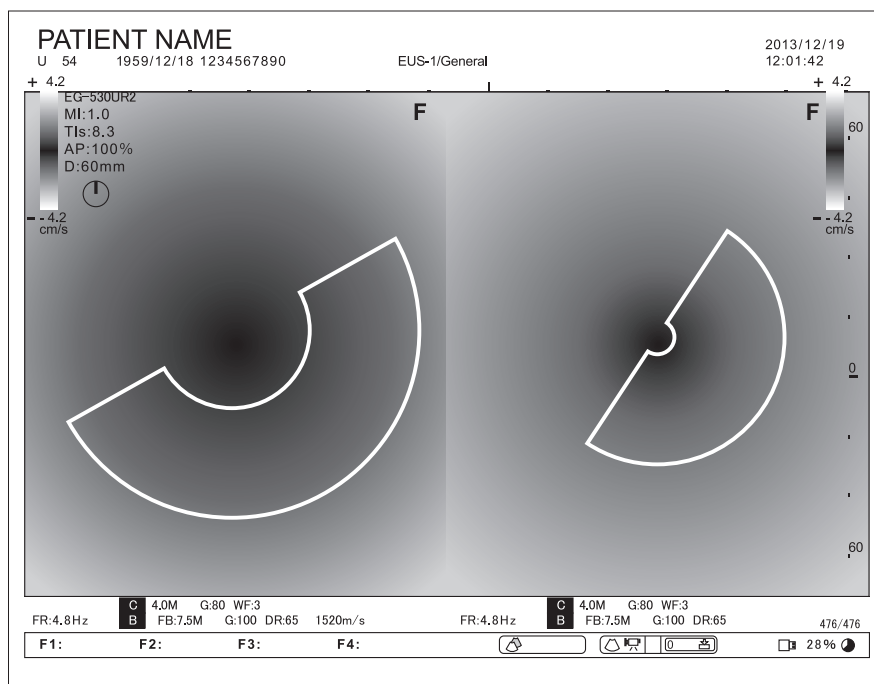 PATIENT NAME
2013/12/19
U 54 1959/12/18 1234567890 EUS-1/General 12:01:42
+ 4.2 + 4.2
EG-530UR2 F F
MI:1.0 60
TIs:8.3
AP:100%
D:60mm
- 4.2 - 4.2
cm/s cm/s
0
60
C 4.0M G:80 WF:3 C 4.0M G:80 WF:3
FR:4.8Hz B FB:7.5M G:100 DR:65 1520m/s FR:4.8Hz B FB:7.5M G:100 DR:65 476/476
F1: F2: F3: F4: 0 28%